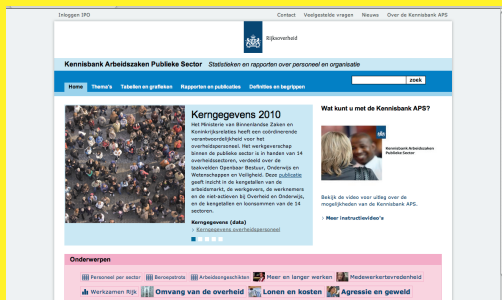 Inloggen IPD Contact Veelgestelde vragen Nieuws Over de Kennisbank APS
Rijksoverheid
Kennisbank Arbeidszaken Publieke Sector Statistieken en rapporten over personeel en organisatie
zoek
Home Thema's Tabellen en grafieken Rapporten en publicaties Definities en begrippen
Kerngegevens 2010
Het Ministerie van Binnenlandse Zaken en
Koninkrijksrelaties heeft een coördinerende
verantwoordelijkheid voor het
overheidspersoneel. Het werkgeverschap
binnen de publieke sector is in handen van 14
overheidsectoren, verdeeld over de
taakvelden Openbaar Bestuur, Onderwijs en
Wetenschappen en Veiligheid. Deze publicatie
geeft inzicht in de kengetallen van de
arbeidsmarkt, de werkgevers, de werknemers
en de niet-actieven bij Overheid en Onderwijs,
en de kengetallen en loonsommen van de 14
sectoren.
Kerngegevens (data)
› Kerngegevens overheidspersoneel
Wat kunt u met de Kennisbank APS?
Kennisbank Arbeidszaken
Publieke Sector
Bekijk de video voor uitleg over de
mogelijkheden van de Kennisbank APS.
› Meer instructievideo's
Onderwerpen
Personeel per sector Beroepstrots Arbeidsongeschikten Meer en langer werken Medewerkertevredenheid
Werkzamen Rijk Omvang van de overheid Lonen en kosten Agressie en geweld